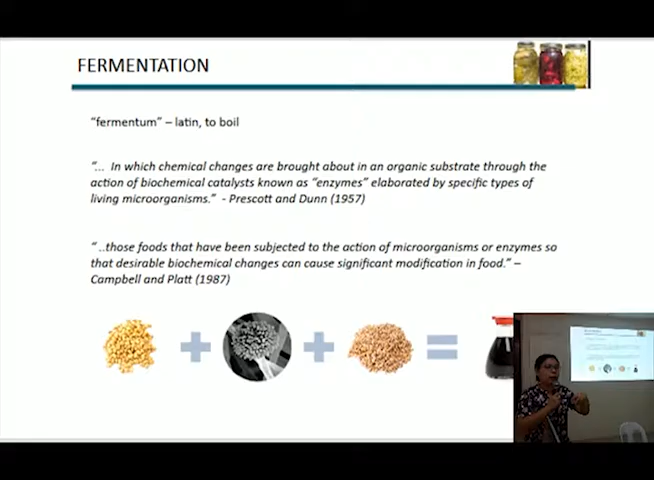 FERMENTATION
“fermentum” – latin, to boil
“... In which chemical changes are brought about in an organic substrate through the
action of biochemical catalysts known as “enzymes” elaborated by specific types of
living microorganisms.” - Prescott and Dunn (1957)
“ ..those foods that have been subjected to the action of microorganisms or enzymes so
that desirable biochemical changes can cause significant modification in food.” –
Campbell and Platt (1987)